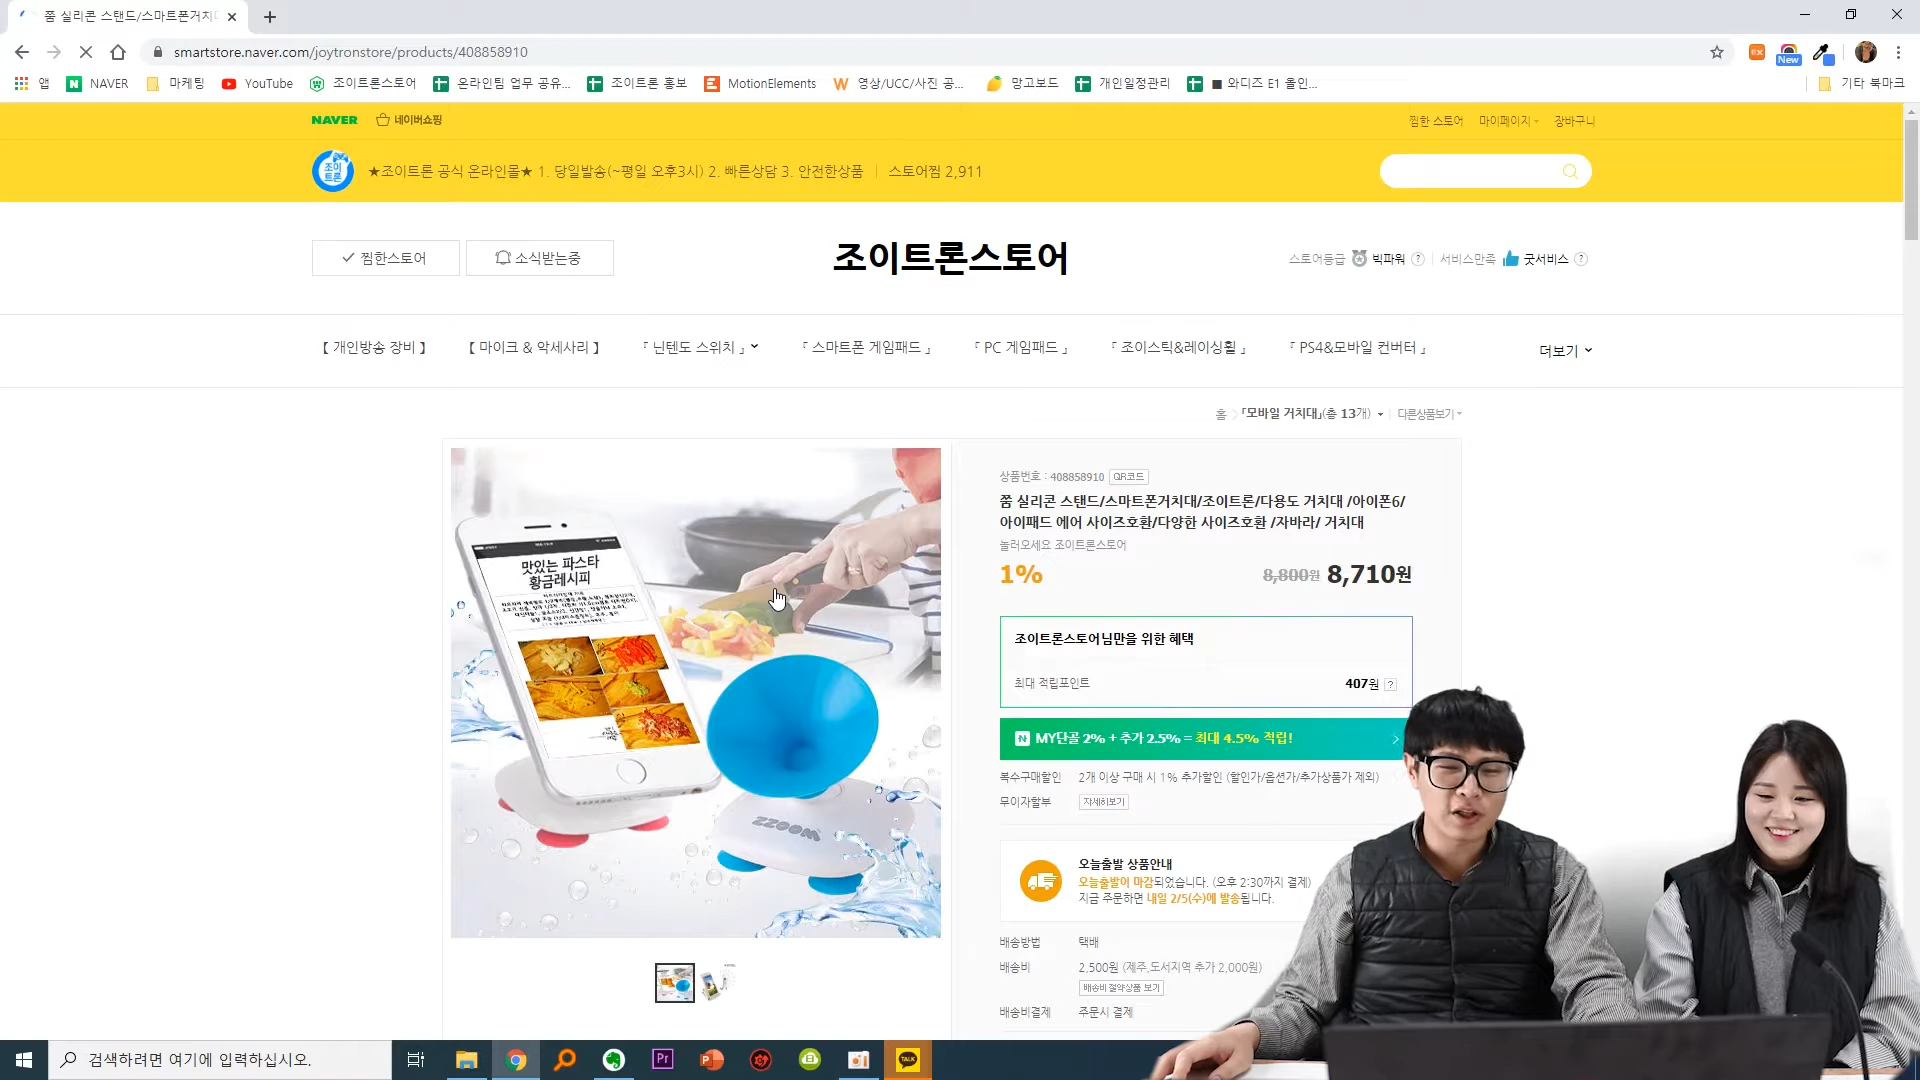 쭘 실리콘 스탠드/스마트폰거치대
smartstore.naver.com/joytronstore/products/408858910
New
앱
NAVER
마케팅
YouTube
조이트론스토어
온라인팀 업무 공유...
조이트론 홍보
MotionElements
영상/UCC/사진 공...
망고보드
개인일정관리
■ 와디즈 E1 올인...
기타 북마크
NAVER
네이버쇼핑
찜한 스토어
마이페이지
장바구니
조이트론
★조이트론 공식 온라인몰★ 1. 당일발송(~평일 오후3시) 2. 빠른상담 3. 안전한상품
스토어찜 2,911
찜한스토어
소식받는중
조이트론스토어
스토어등급 빅파워 ?
서비스만족 굿서비스 ?
【 개인방송 장비 】
【 마이크 & 악세사리 】
『 닌텐도 스위치 』
『 스마트폰 게임패드 』
『 PC 게임패드 』
『 조이스틱&레이싱휠 』
『 PS4&모바일 컨버터 』
더보기
홈
『모바일 거치대』(총 13개)
다른상품보기
상품번호 : 408858910 QR코드
쭘 실리콘 스탠드/스마트폰거치대/조이트론/다용도 거치대 /아이폰6/
아이패드 에어 사이즈호환/다양한 사이즈호환 /자바라/ 거치대
놀러오세요 조이트론스토어
1%
8,800원 8,710원
맛있는 파스타
황금레시피
ZZOOM
조이트론스토어님만을 위한 혜택
최대 적립포인트
407원 ?
N MY단골 2% + 추가 2.5% = 최대 4.5% 적립!
복수구매할인
2개 이상 구매 시 1% 추가할인 (할인가/옵션가/추가상품가 제외)
무이자할부
자세히보기
오늘출발 상품안내
오늘출발이 마감되었습니다. (오후 2:30까지 결제)
지금 주문하면 내일 2/5(수)에 발송됩니다.
배송방법
택배
배송비
2,500원 (제주,도서지역 추가 2,000원)
배송비 절약상품 보기
배송비결제
주문시 결제
검색하려면 여기에 입력하십시오.
Pr
TALK